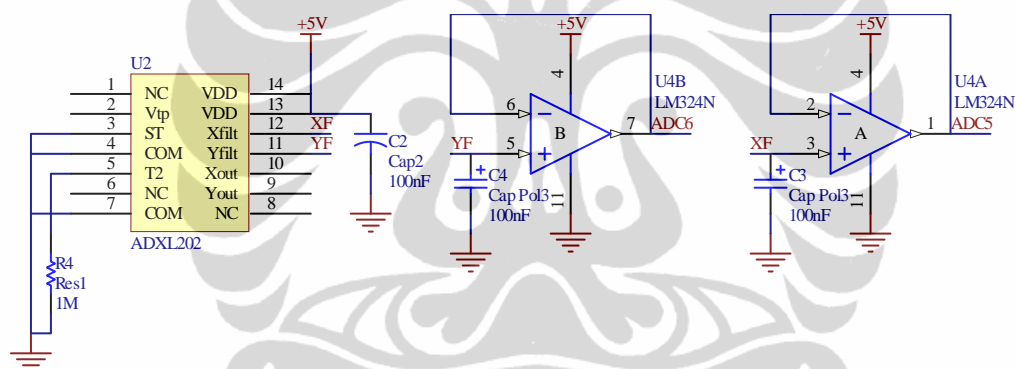 U2
+5V
1 NC VDD 14
2 Vtp VDD 13
3 ST Xfilt 12 XF
4 COM Yfilt 11 YF
5 T2 Xout 10
6 NC Yout 9
7 COM NC 8
ADXL202
R4
Res1
1M
C2
Cap2
100nF
+5V
4
U4B
LM324N
6
B
7 ADC6
YF 5
C4
Cap Pol3
100nF
11
+5V
4
U4A
LM324N
2
A
1 ADC5
XF 3
C3
Cap Pol3
100nF
11